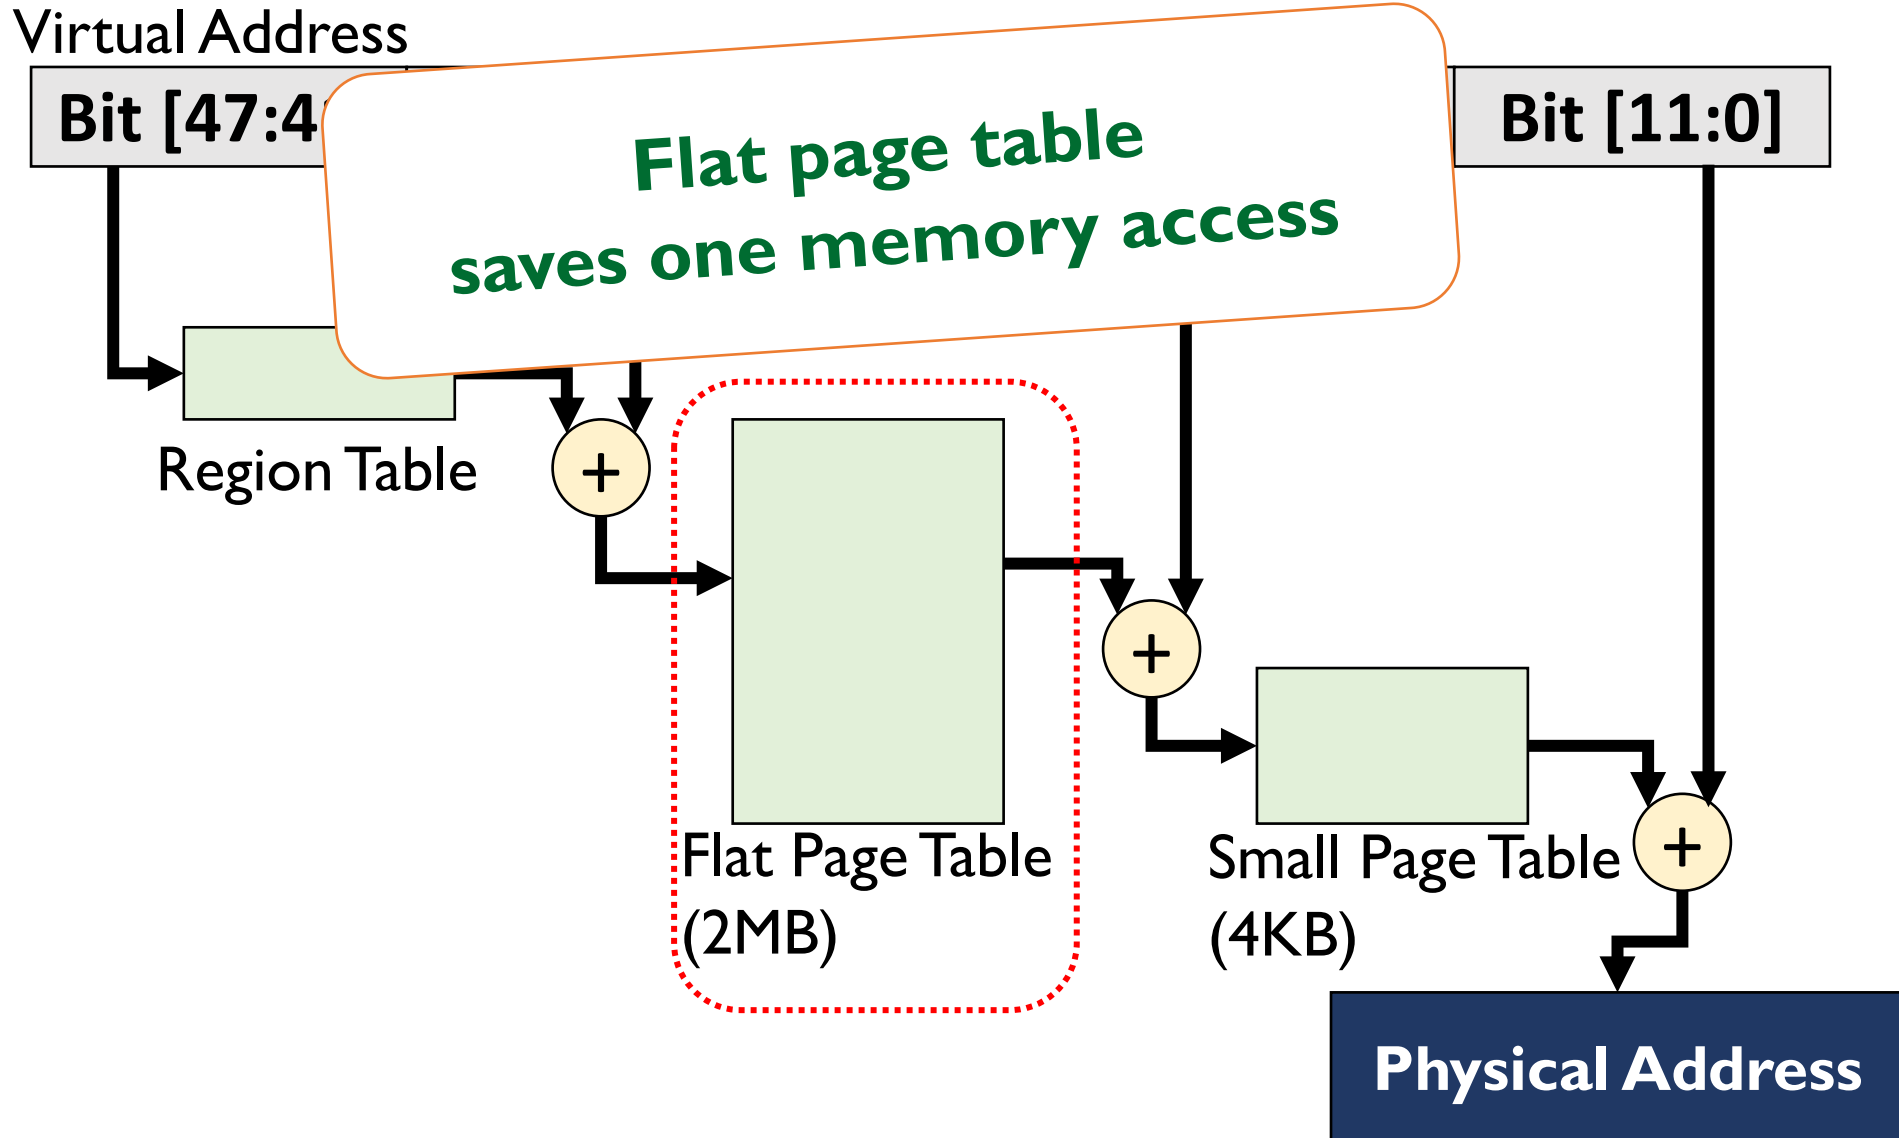 Virtual Address
Bit [47:4
Bit [11:0]
Flat page table
saves one memory access
Region Table
+
+
Flat Page Table
(2MB)
Small Page Table
(4KB)
+
Physical Address